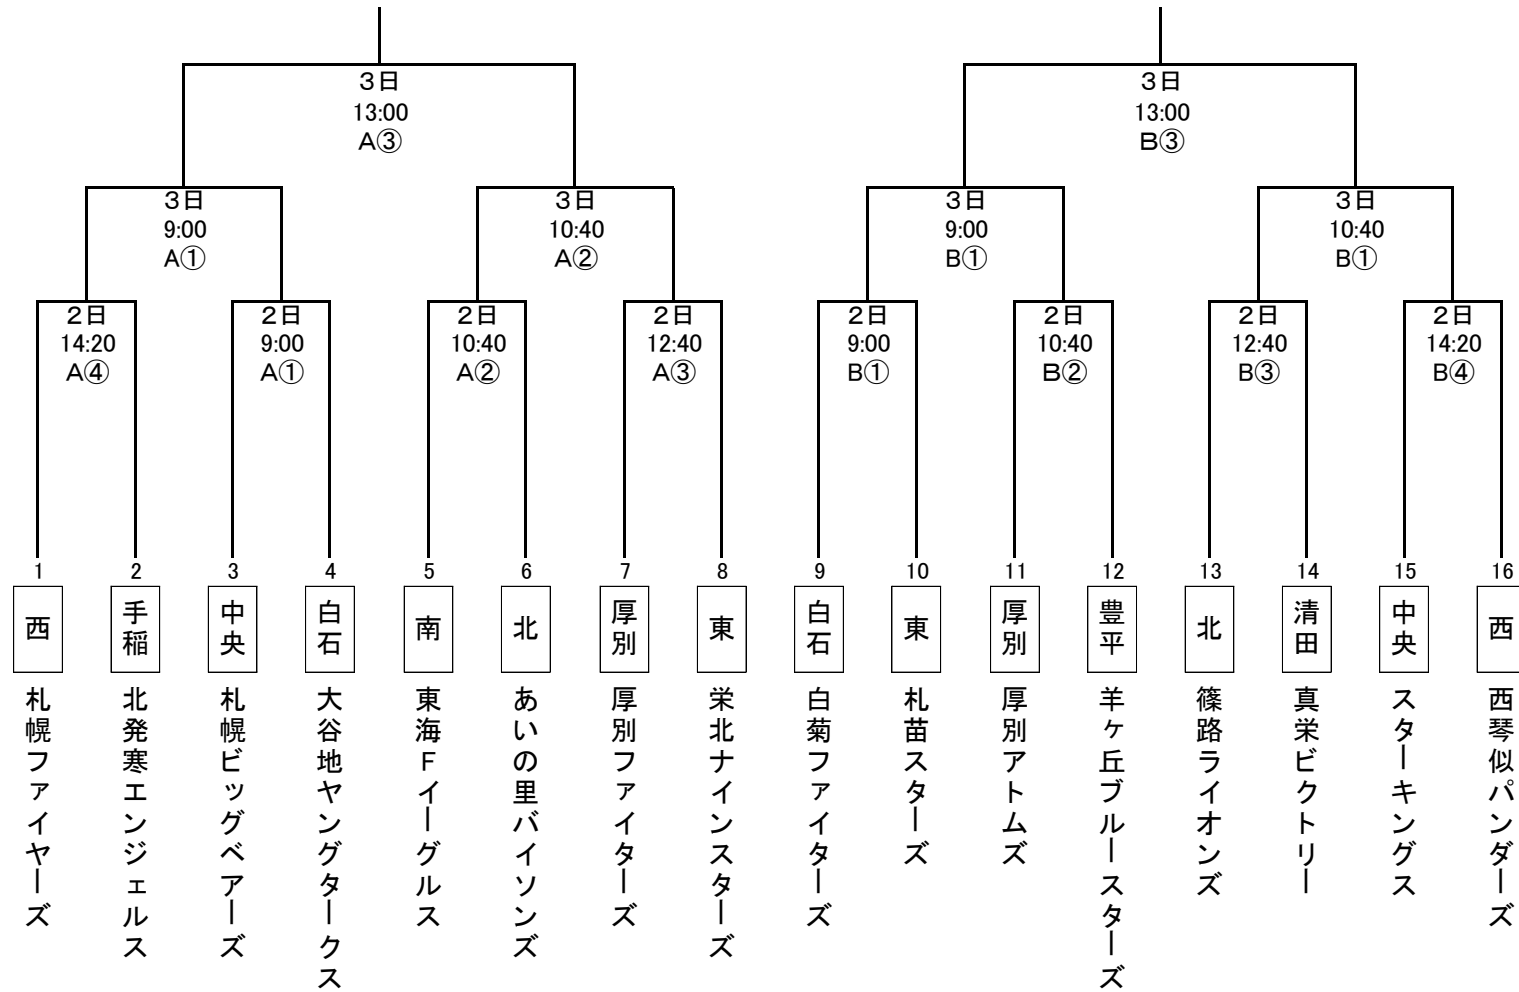 ３日
13:00
A③
３日
13:00
B③
３日
9:00
A①
３日
10:40
A②
３日
9:00
B①
３日
10:40
B①
２日
14:20
A④
２日
9:00
A①
２日
10:40
A②
２日
12:40
A③
２日
9:00
B①
２日
10:40
B②
２日
12:40
B③
２日
14:20
B④
1
西
札幌ファイヤーズ
2
手稲
北発寒エンジェルス
3
中央
札幌ビッグベアーズ
4
白石
大谷地ヤングタークス
5
南
東海Fイーグルス
6
北
あいの里バイソンズ
7
厚別
厚別ファイターズ
8
東
栄北ナインスターズ
9
白石
白菊ファイターズ
10
東
札苗スターズ
11
厚別
厚別アトムズ
12
豊平
羊ヶ丘ブルースターズ
13
北
篠路ライオンズ
14
清田
真栄ビクトリー
15
中央
スターキングス
16
西
西琴似パンダーズ